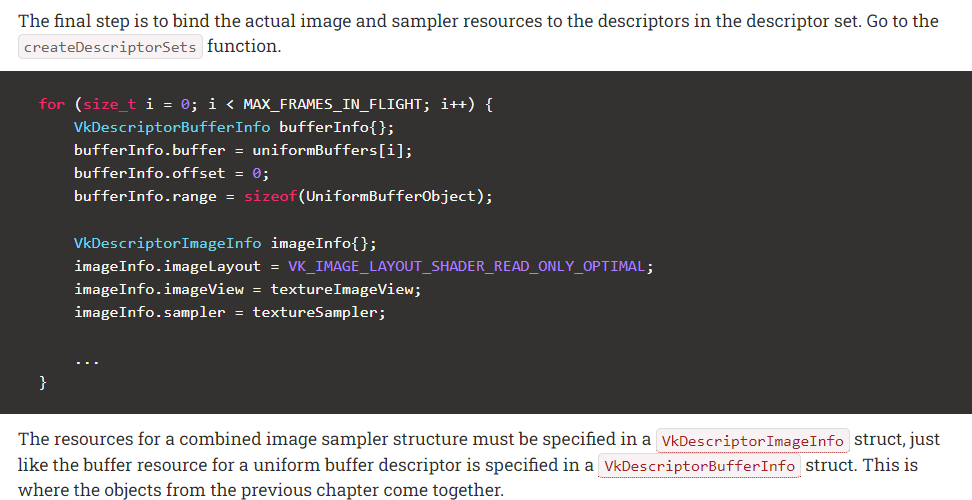 The final step is to bind the actual image and sampler resources to the descriptors in the descriptor set. Go to the
createDescriptorSets function.
for (size_t i = 0; i < MAX_FRAMES_IN_FLIGHT; i++) {
    VkDescriptorBufferInfo bufferInfo{};
    bufferInfo.buffer = uniformBuffers[i];
    bufferInfo.offset = 0;
    bufferInfo.range = sizeof(UniformBufferObject);

    VkDescriptorImageInfo imageInfo{};
    imageInfo.imageLayout = VK_IMAGE_LAYOUT_SHADER_READ_ONLY_OPTIMAL;
    imageInfo.imageView = textureImageView;
    imageInfo.sampler = textureSampler;

    ...
}
The resources for a combined image sampler structure must be specified in a VkDescriptorImageInfo struct, just
like the buffer resource for a uniform buffer descriptor is specified in a VkDescriptorBufferInfo struct. This is
where the objects from the previous chapter come together.